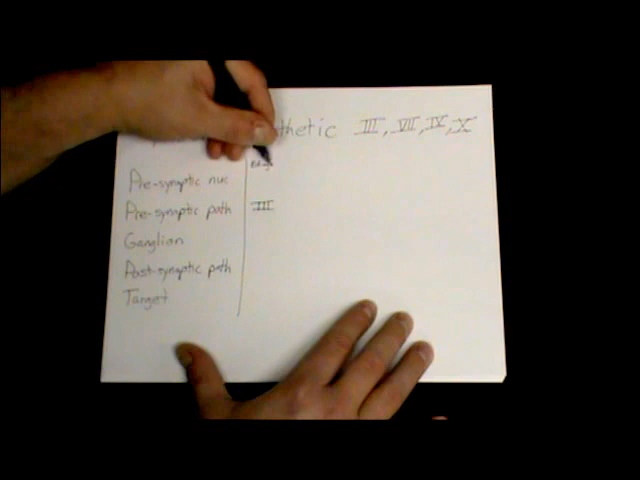 thetic III, VII, IX, X
Pre-synaptic nuc
Pre-synaptic path III
Ganglion
Post-synaptic path
Target